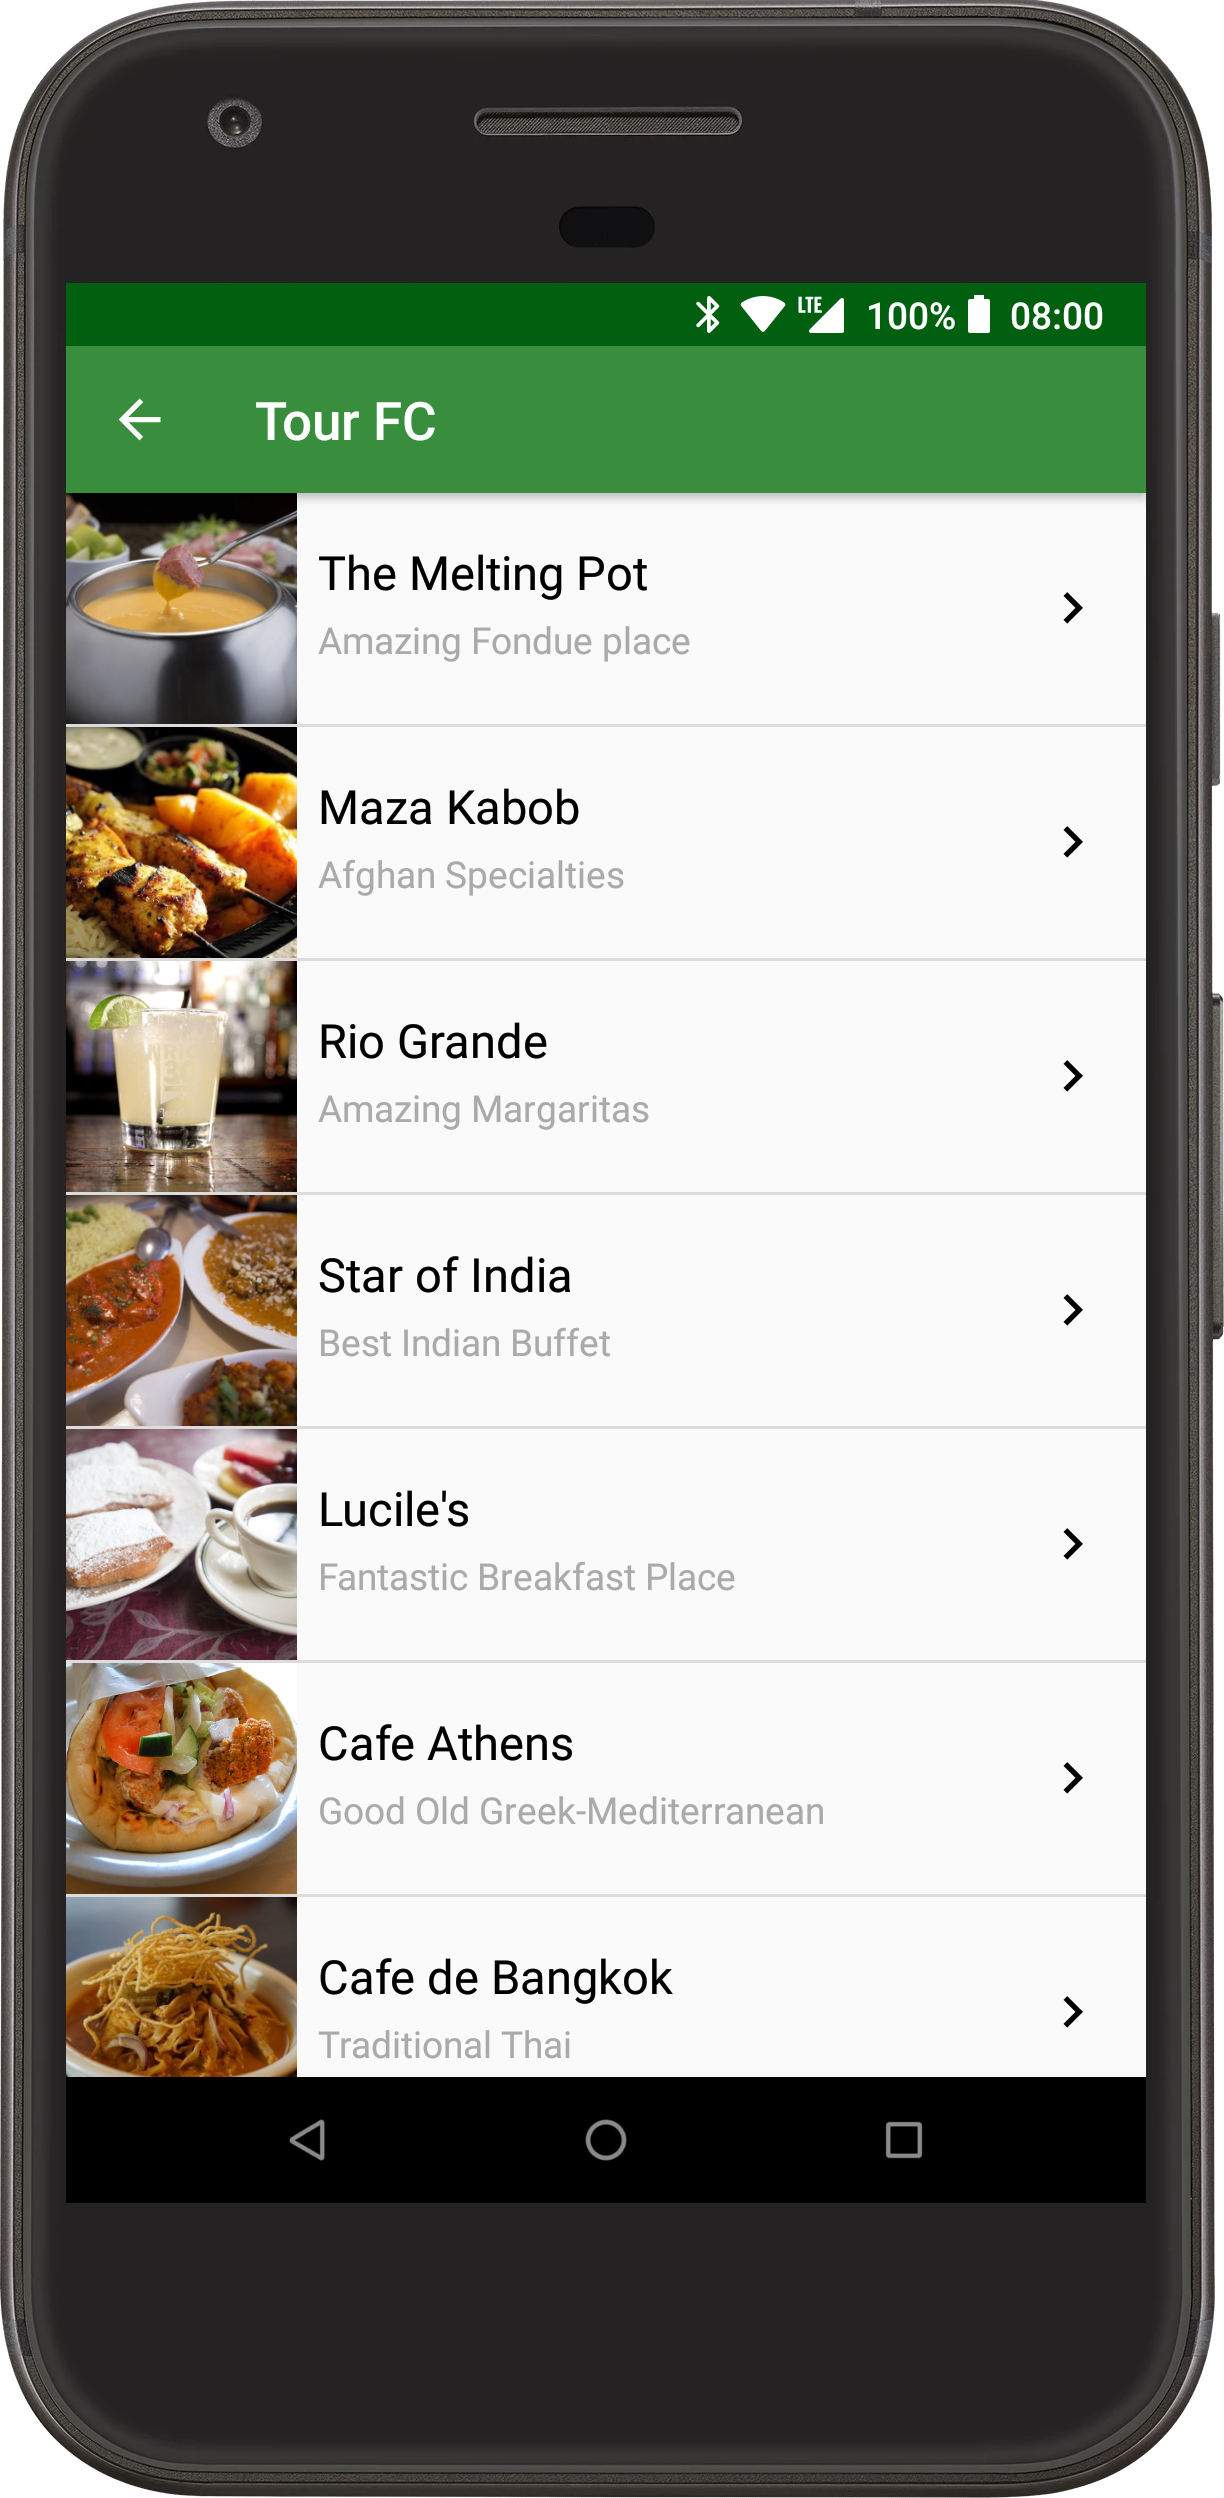 LTE 100% 08:00
Tour FC
The Melting Pot
Amazing Fondue place
Maza Kabob
Afghan Specialties
Rio Grande
Amazing Margaritas
Star of India
Best Indian Buffet
Lucile's
Fantastic Breakfast Place
Cafe Athens
Good Old Greek-Mediterranean
Cafe de Bangkok
Traditional Thai